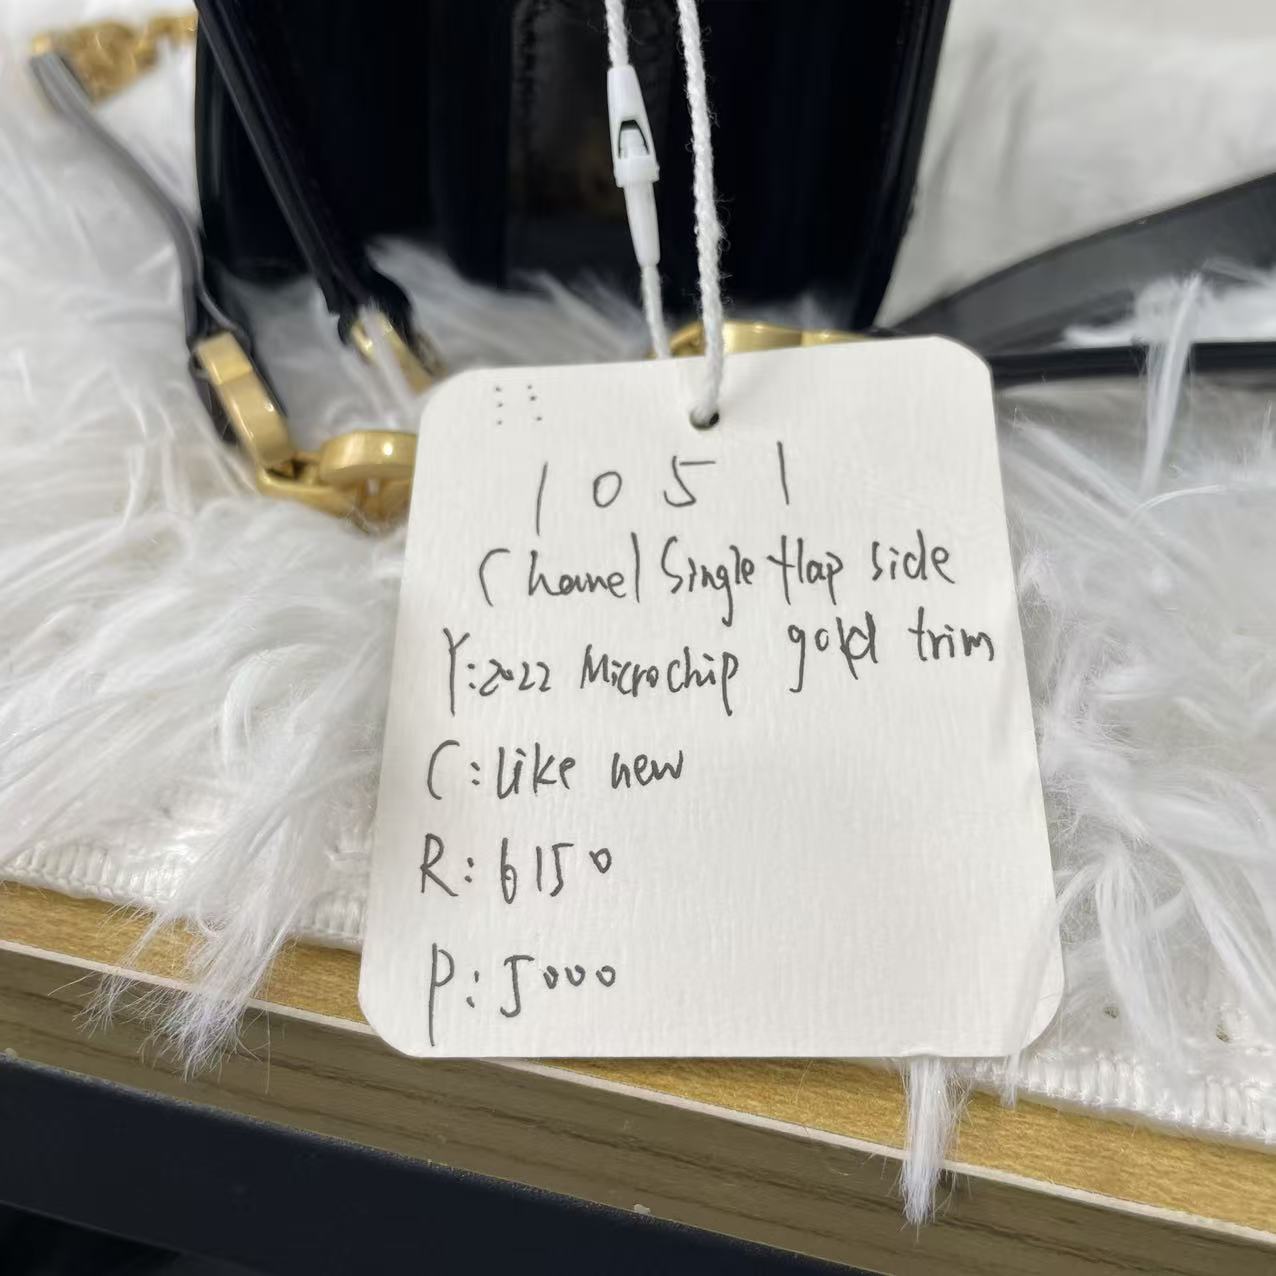 1051
Chanel Single flap side
gold trim
Y:2022 Microchip
C:Like new
R:6150
P:5000